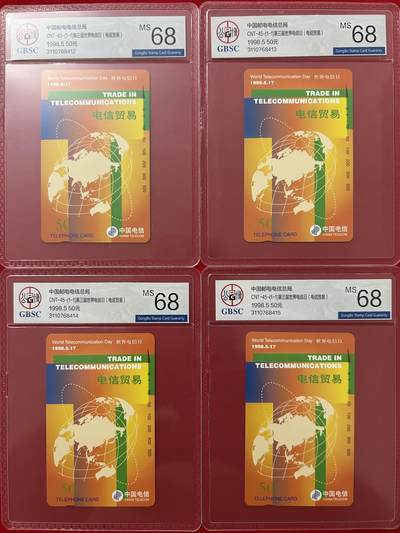 中国邮电电信总局
CNT-45-(1-1)第三届世界电信日(电信贸易)
1998.5 50元
3110768412
GBSC
MS 68
GongBo Stamp Card Guaranty
World Telecommunication Day 世界电信日
1998.5.17
TRADE IN
TELECOMMUNICATIONS
电信贸易
50
中国电信
CHINA TELECOM
TELEPHONE CARD
中国邮电电信总局
CNT-45-(1-1)第三届世界电信日(电信贸易)
1998.5 50元
3110768413
GBSC
MS 68
GongBo Stamp Card Guaranty
World Telecommunication Day 世界电信日
1998.5.17
TRADE IN
TELECOMMUNICATIONS
电信贸易
50
中国电信
CHINA TELECOM
TELEPHONE CARD
中国邮电电信总局
CNT-45-(1-1)第三届世界电信日(电信贸易)
1998.5 50元
3110768414
GBSC
MS 68
GongBo Stamp Card Guaranty
World Telecommunication Day 世界电信日
1998.5.17
TRADE IN
TELECOMMUNICATIONS
电信贸易
50
中国电信
CHINA TELECOM
TELEPHONE CARD
中国邮电电信总局
CNT-45-(1-1)第三届世界电信日(电信贸易)
1998.5 50元
3110768415
GBSC
MS 68
GongBo Stamp Card Guaranty
World Telecommunication Day 世界电信日
1998.5.17
TRADE IN
TELECOMMUNICATIONS
电信贸易
50
中国电信
CHINA TELECOM
TELEPHONE CARD